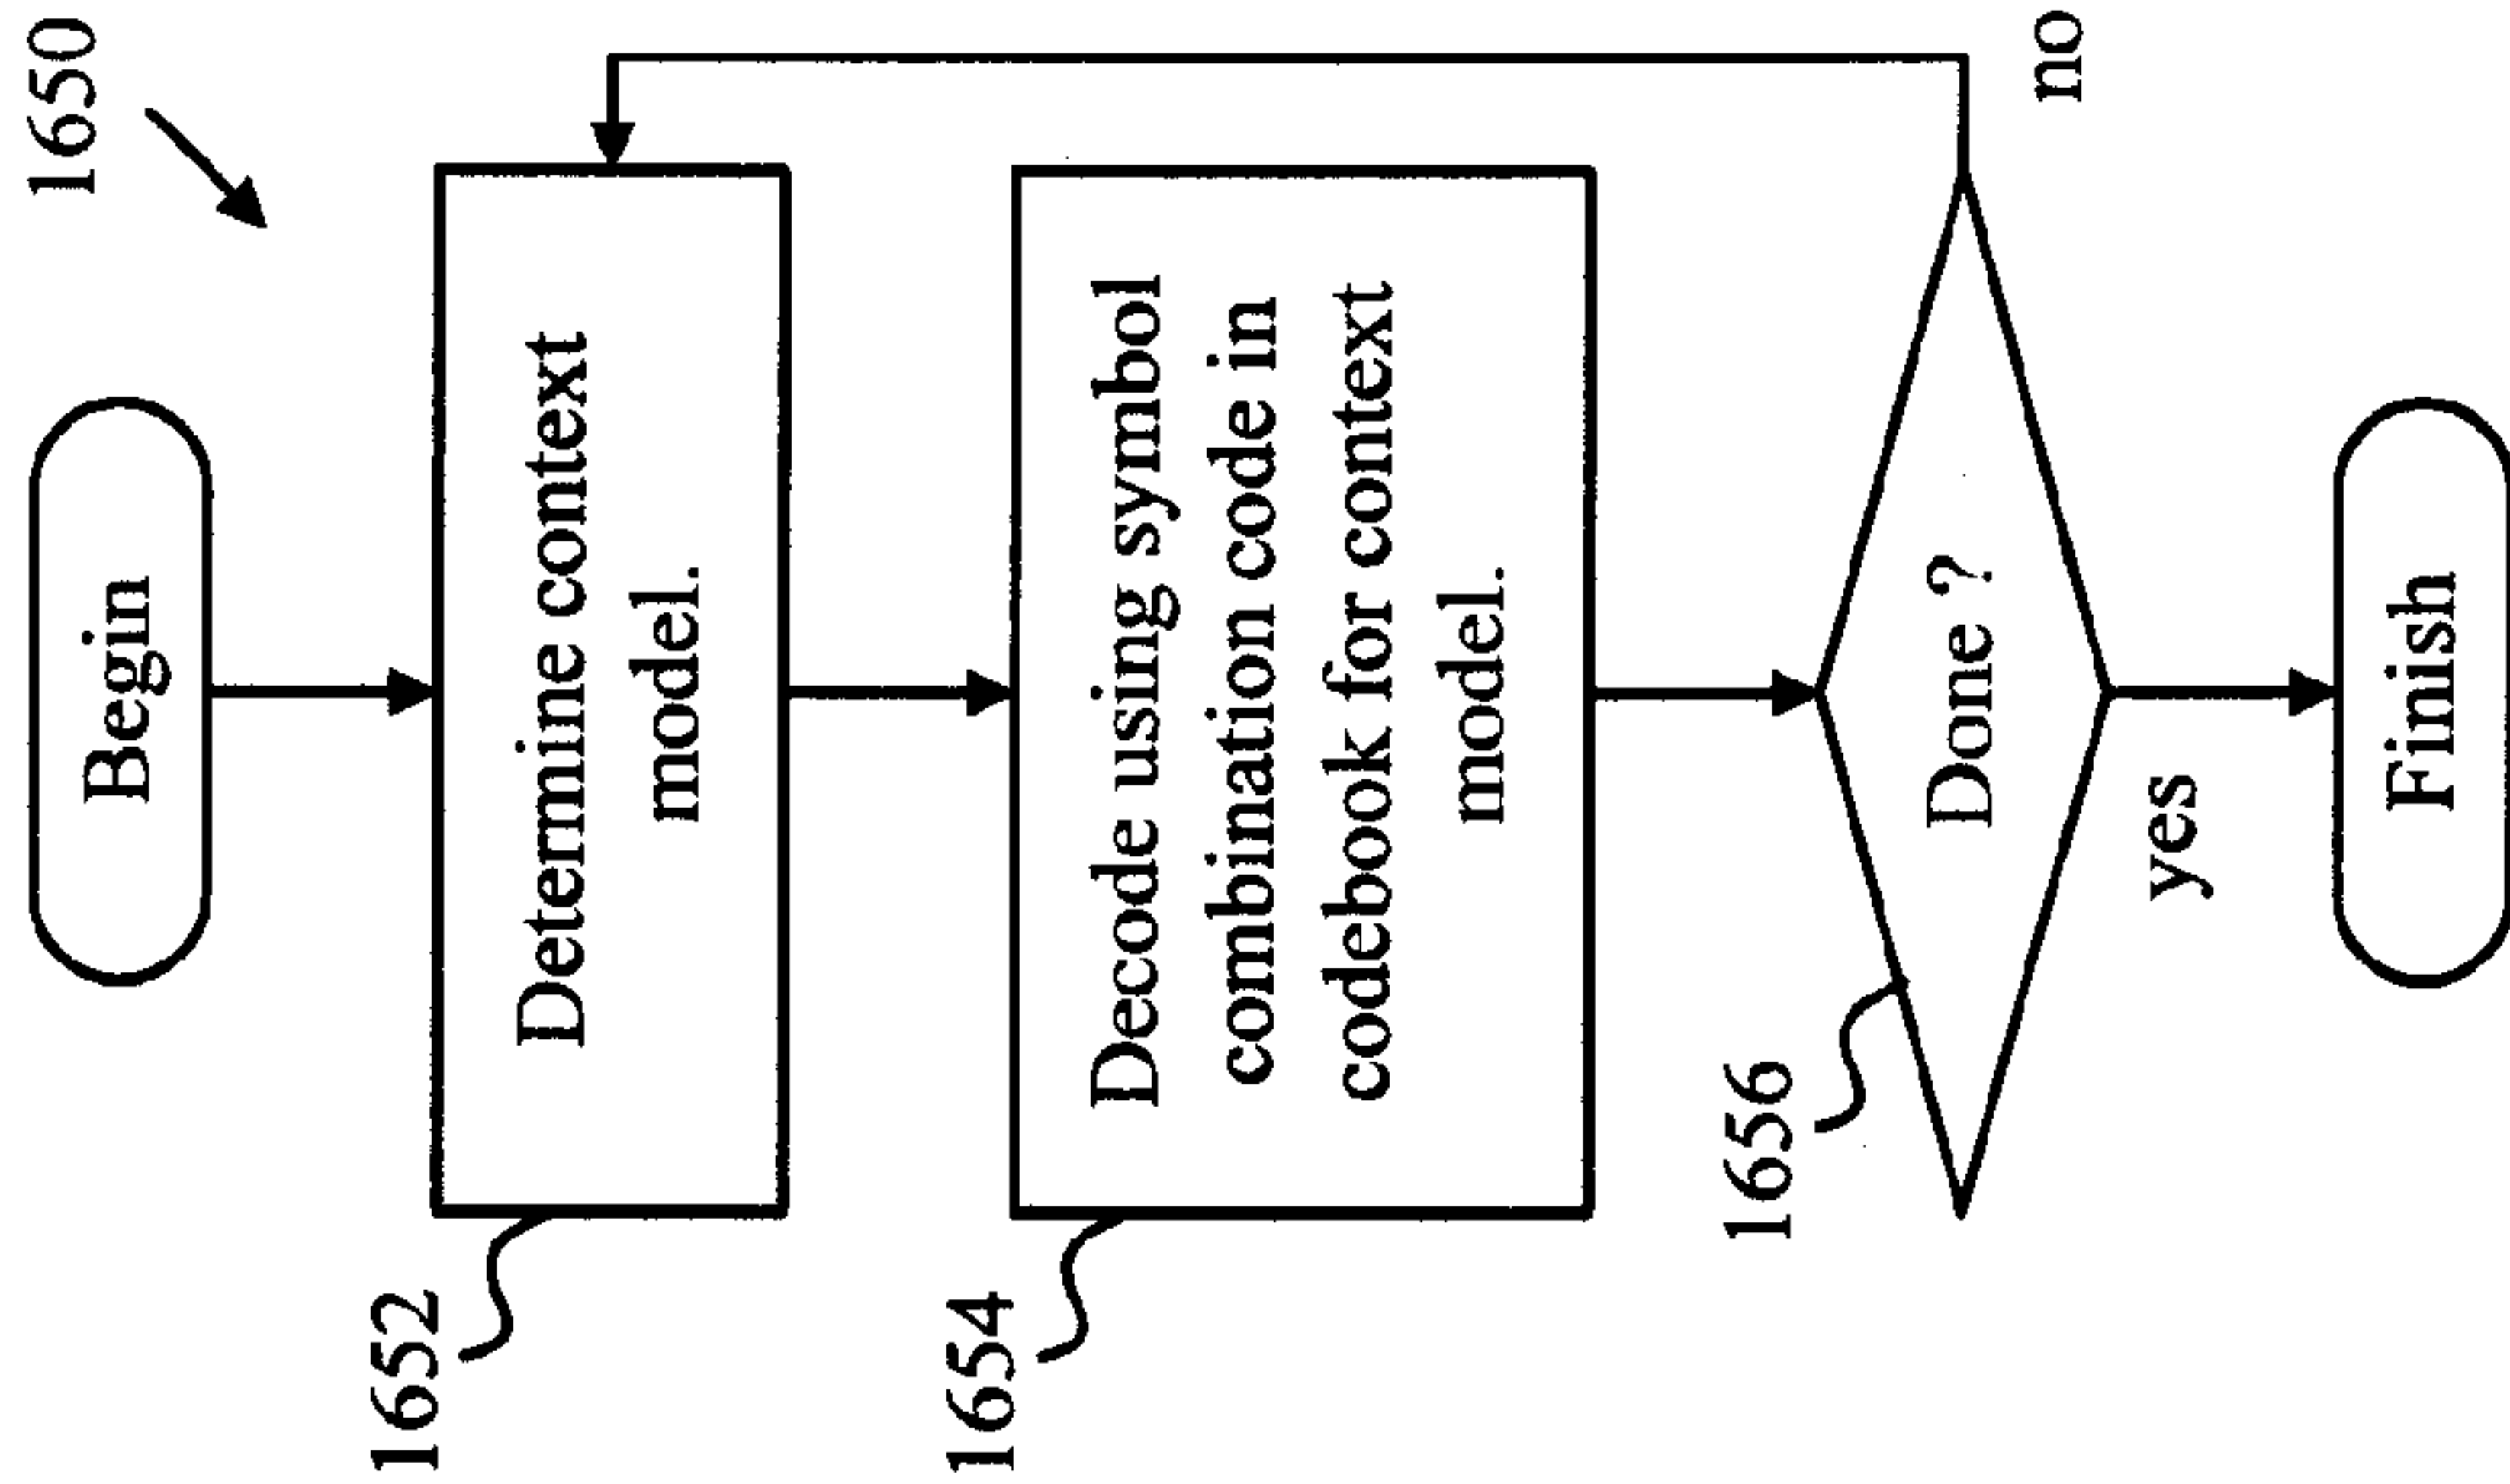 1650
Begin
1652
Determine context
model.
1654
Decode using symbol
combination code in
codebook for context
model.
1656
Done ?
no
yes
Finish